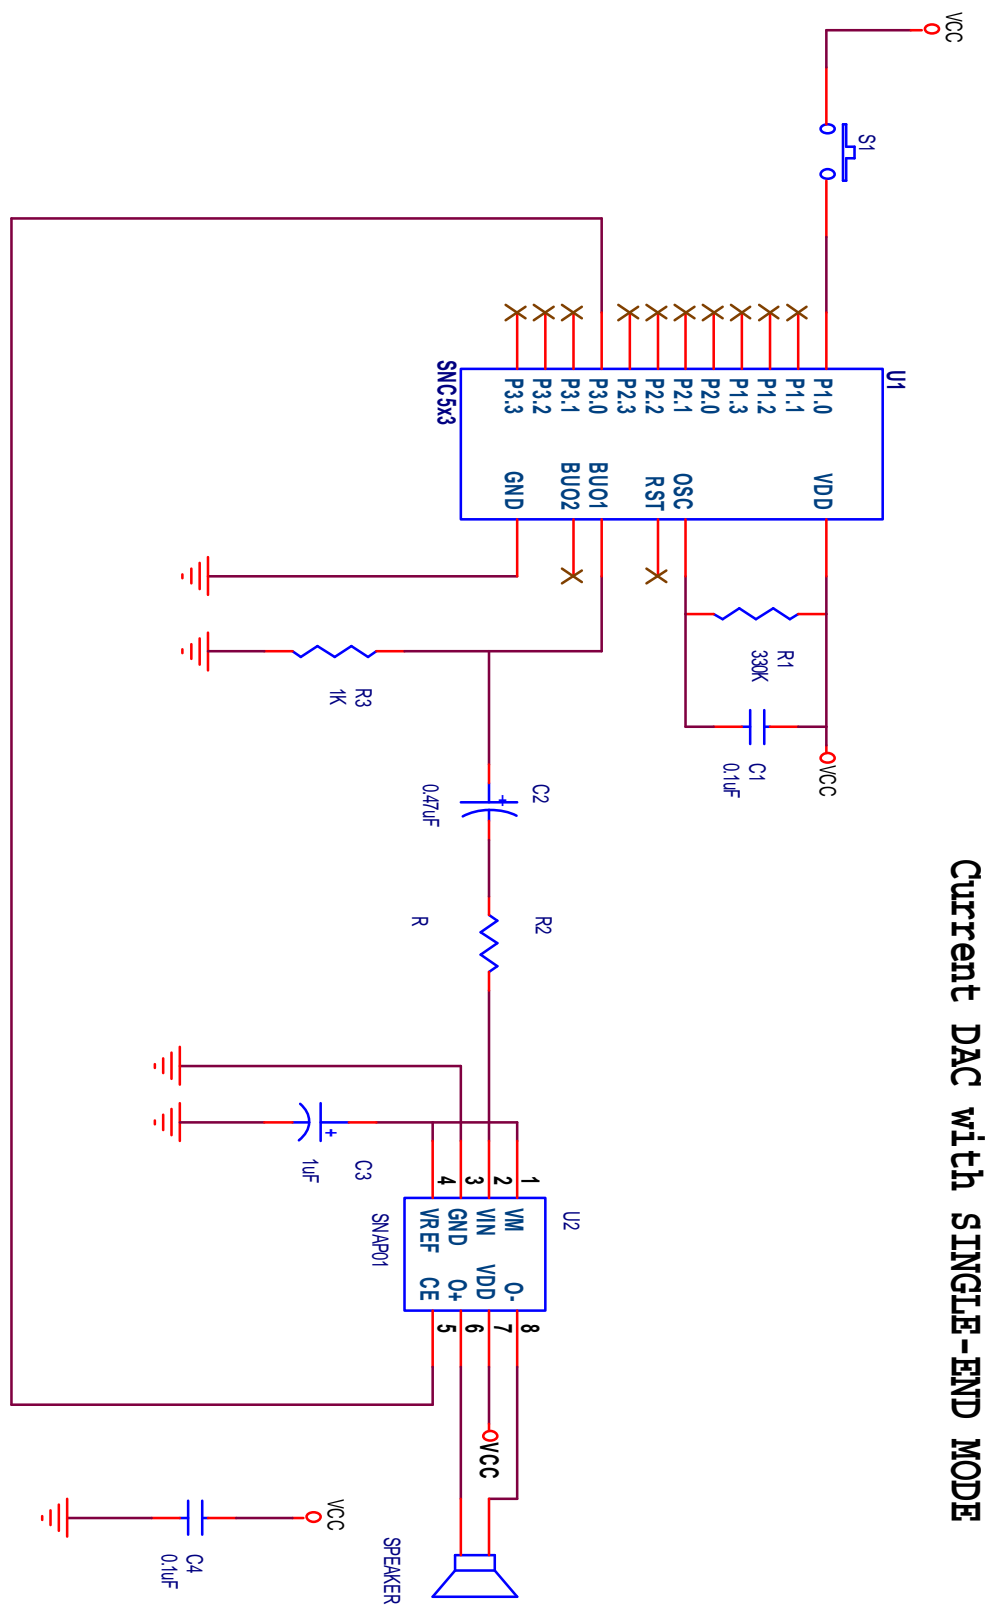 Current DAC with SINGLE-END MODE
VCC
S1
U1
P1.0
P1.1
P1.2
P1.3
P2.0
P2.1
P2.2
P2.3
P3.0
P3.1
P3.2
P3.3
VDD
OSC
RST
BUO1
BUO2
GND
SNC5x3
R1
330K
C1
0.1uF
VCC
R3
1K
C2
0.47uF
R2
R
C3
1uF
U2
1
2
3
4
VM
VIN
GND
VREF
O-
VDD
O+
CE
8
7
6
5
SNAP01
VCC
SPEAKER
VCC
C4
0.1uF